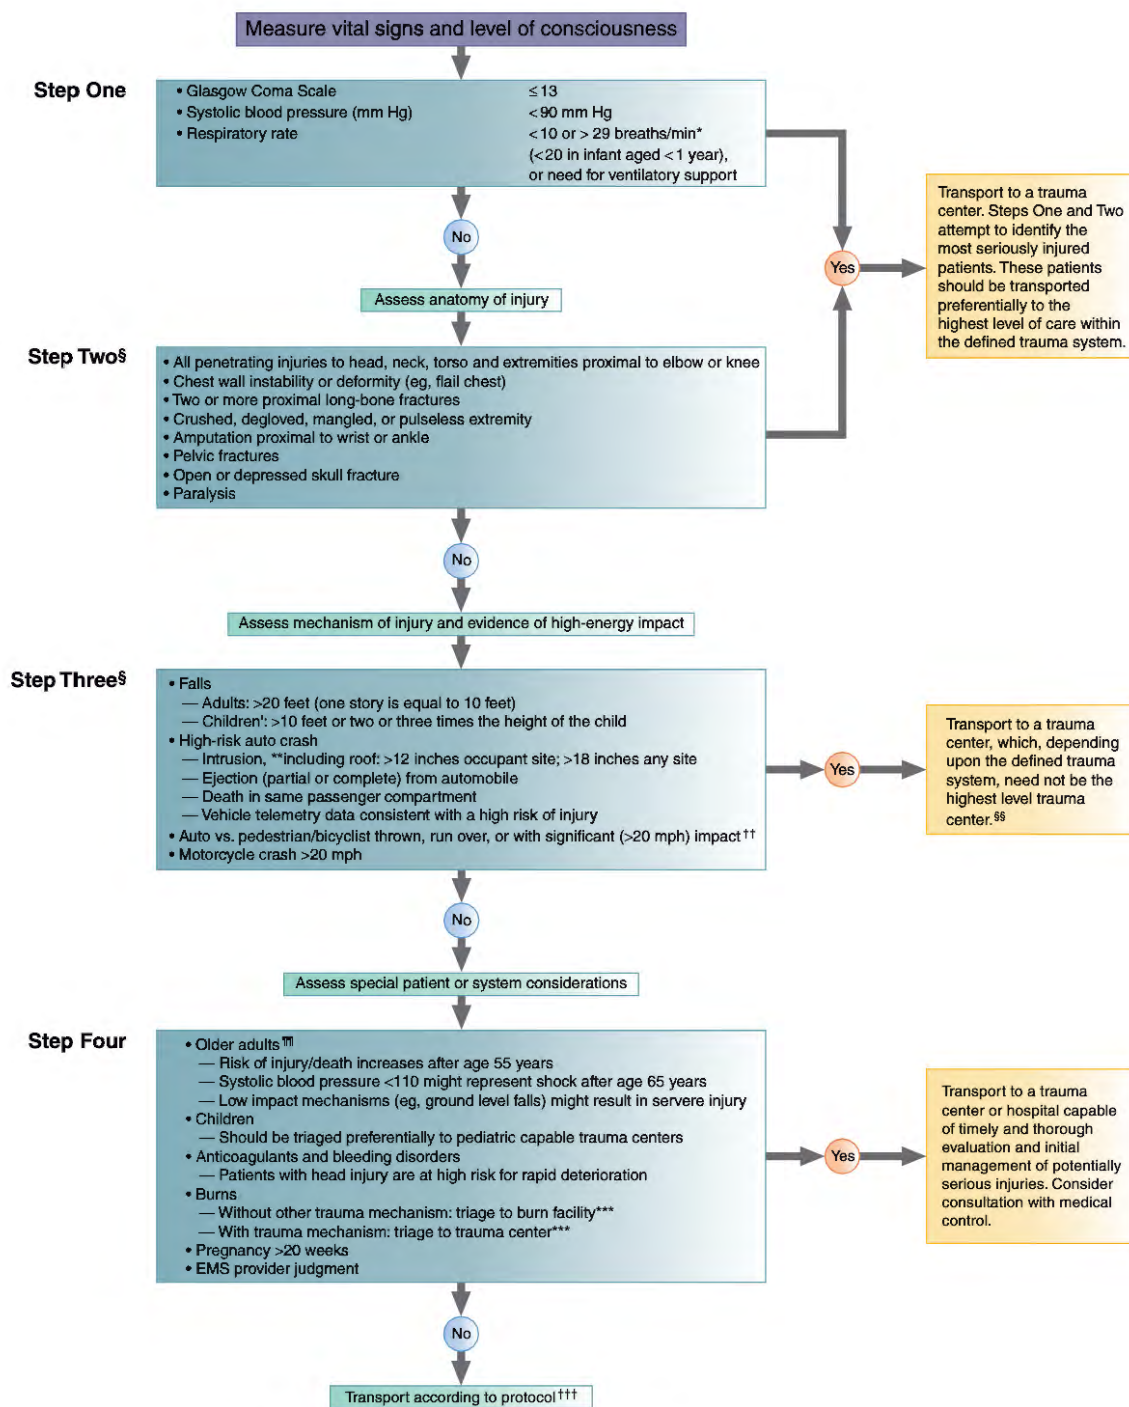 Measure vital signs and level of consciousness
Step One
• Glasgow Coma Scale ≤13
• Systolic blood pressure (mm Hg) <90 mm Hg
• Respiratory rate <10 or > 29 breaths/min*
(<20 in infant aged <1 year),
or need for ventilatory support
Yes
Transport to a trauma
center. Steps One and Two
attempt to identify the
most seriously injured
patients. These patients
should be transported
preferentially to the
highest level of care within
the defined trauma system.
No
Assess anatomy of injury
Step Two§
• All penetrating injuries to head, neck, torso and extremities proximal to elbow or knee
• Chest wall instability or deformity (eg, flail chest)
• Two or more proximal long-bone fractures
• Crushed, degloved, mangled, or pulseless extremity
• Amputation proximal to wrist or ankle
• Pelvic fractures
• Open or depressed skull fracture
• Paralysis
No
Assess mechanism of injury and evidence of high-energy impact
Step Three§
• Falls
— Adults: >20 feet (one story is equal to 10 feet)
— Children': >10 feet or two or three times the height of the child
• High-risk auto crash
— Intrusion, **including roof: >12 inches occupant site; >18 inches any site
— Ejection (partial or complete) from automobile
— Death in same passenger compartment
— Vehicle telemetry data consistent with a high risk of injury
• Auto vs. pedestrian/bicyclist thrown, run over, or with significant (>20 mph) impact††
• Motorcycle crash >20 mph
Yes
Transport to a trauma
center, which, depending
upon the defined trauma
system, need not be the
highest level trauma
center.§§
No
Assess special patient or system considerations
Step Four
• Older adults¶¶
— Risk of injury/death increases after age 55 years
— Systolic blood pressure <110 might represent shock after age 65 years
— Low impact mechanisms (eg, ground level falls) might result in servere injury
• Children
— Should be triaged preferentially to pediatric capable trauma centers
• Anticoagulants and bleeding disorders
— Patients with head injury are at high risk for rapid deterioration
• Burns
— Without other trauma mechanism: triage to burn facility***
— With trauma mechanism: triage to trauma center***
• Pregnancy >20 weeks
• EMS provider judgment
Yes
Transport to a trauma
center or hospital capable
of timely and thorough
evaluation and initial
management of potentially
serious injuries. Consider
consultation with medical
control.
No
Transport according to protocol†††